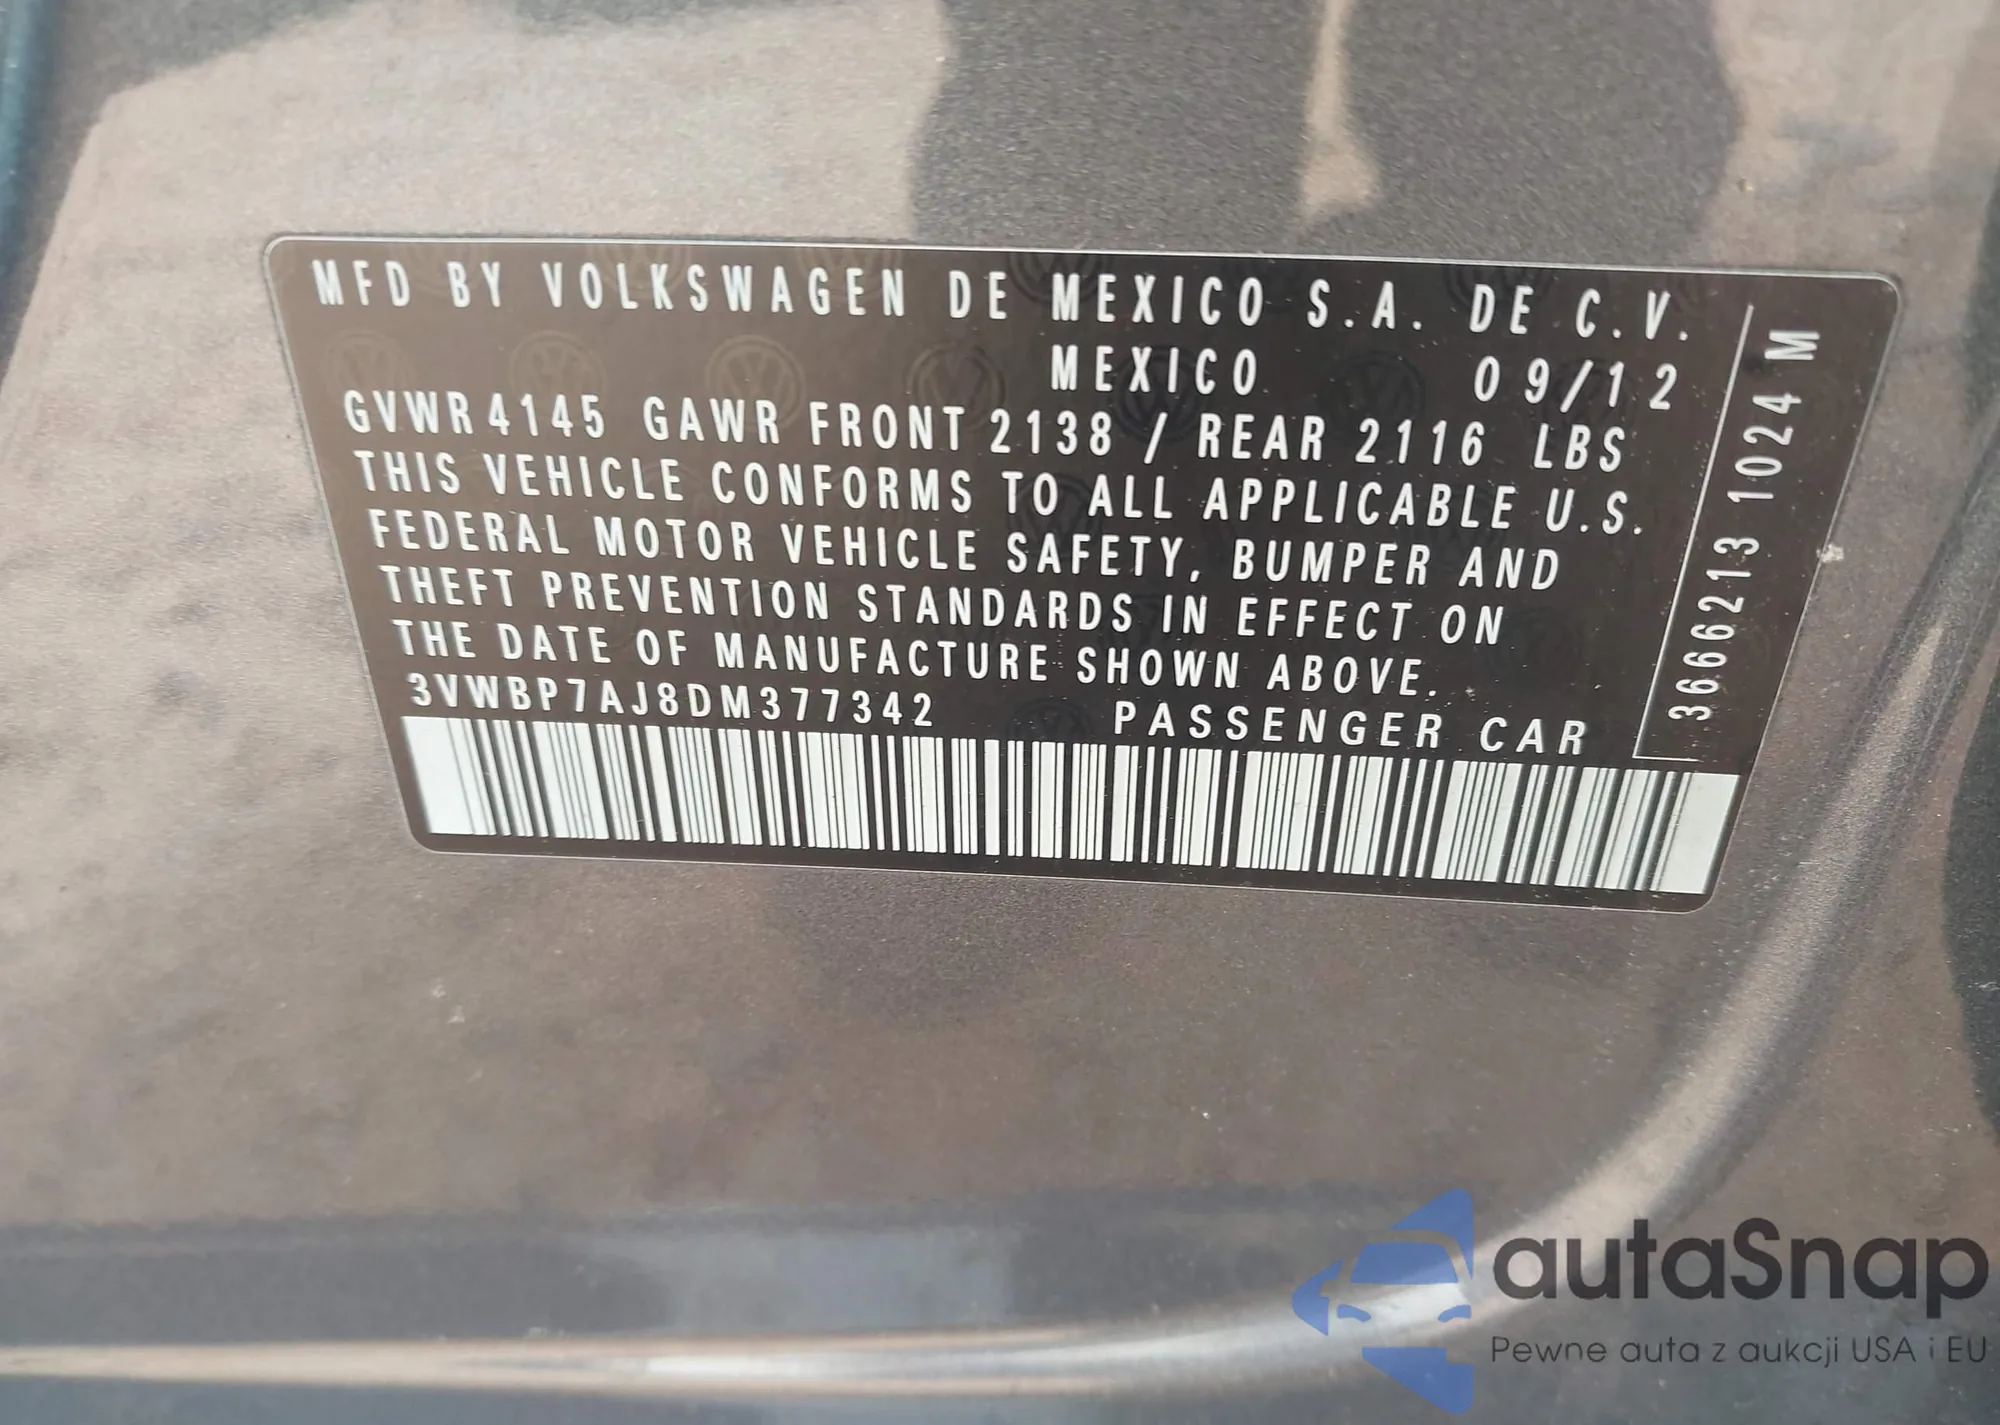 MFD BY VOLKSWAGEN DE MEXICO S.A. DE C.V.
MEXICO 09/12
GVWR 4145 GAWR FRONT 2138 / REAR 2116 LBS
THIS VEHICLE CONFORMS TO ALL APPLICABLE U.S.
FEDERAL MOTOR VEHICLE SAFETY, BUMPER AND
THEFT PREVENTION STANDARDS IN EFFECT ON
THE DATE OF MANUFACTURE SHOWN ABOVE.
3VWBP7AJ8DM377342 PASSENGER CAR
3666213 1024 M
autaSnap
Pewne auta z aukcji USA i EU